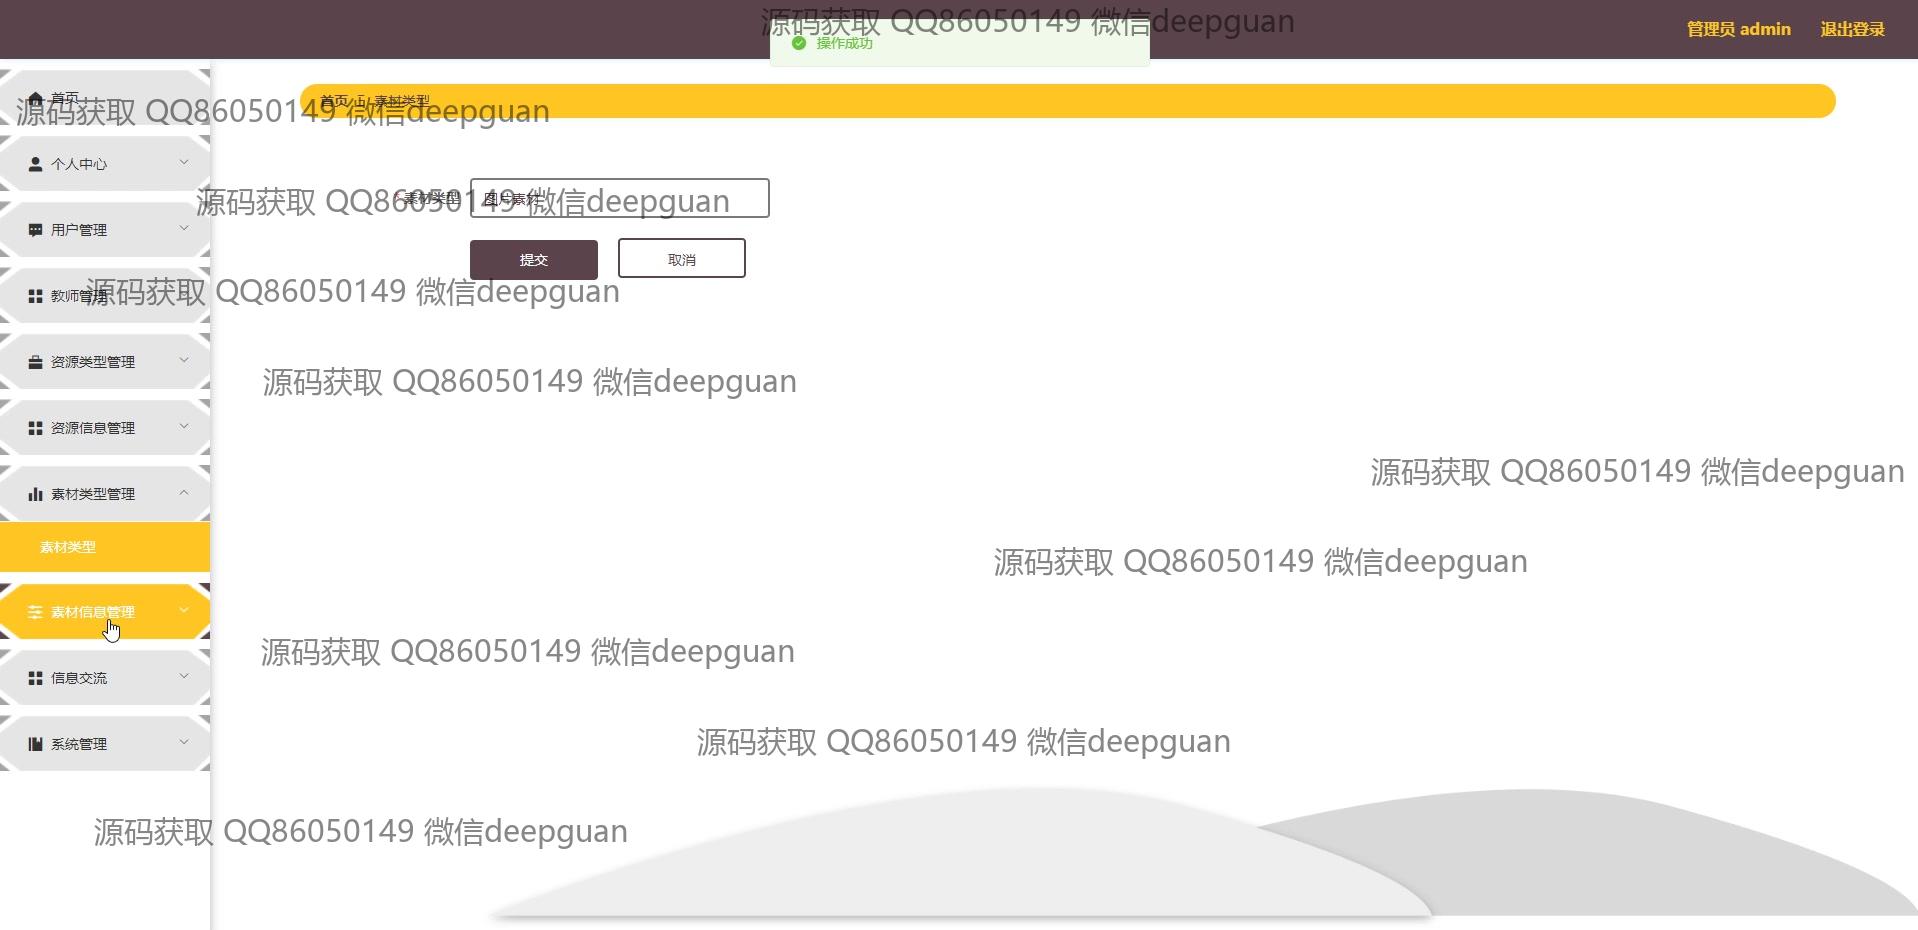 源码获取 QQ86050149 微信deepguan
操作成功
管理员 admin
退出登录
首页
首页
素材类型
源码获取 QQ86050149 微信deepguan
个人中心
素材类型
图片素材
源码获取 QQ86050149 微信deepguan
用户管理
提交
取消
教师管理
源码获取 QQ86050149 微信deepguan
资源类型管理
源码获取 QQ86050149 微信deepguan
资源信息管理
源码获取 QQ86050149 微信deepguan
素材类型管理
素材类型
源码获取 QQ86050149 微信deepguan
素材信息管理
源码获取 QQ86050149 微信deepguan
信息交流
系统管理
源码获取 QQ86050149 微信deepguan
源码获取 QQ86050149 微信deepguan